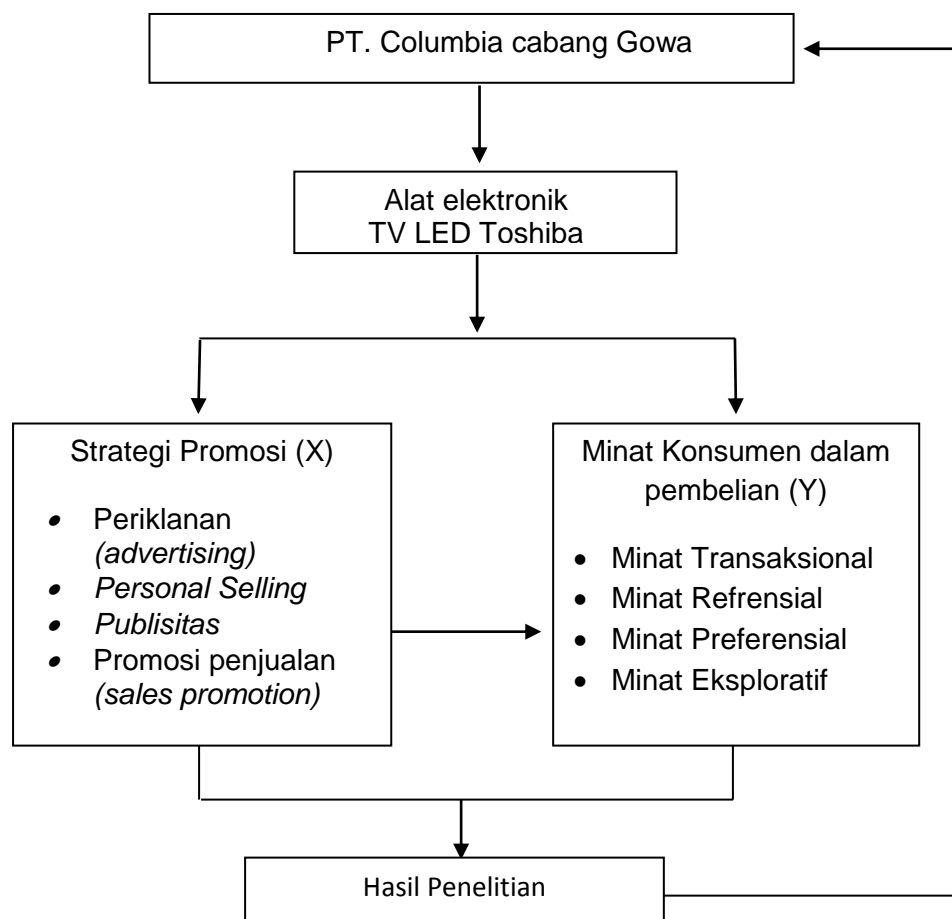 PT. Columbia cabang Gowa
Alat elektronik
TV LED Toshiba
Strategi Promosi (X)
• Periklanan
(advertising)
• Personal Selling
• Publisitas
• Promosi penjualan
(sales promotion)
Minat Konsumen dalam
pembelian (Y)
• Minat Transaksional
• Minat Refrensial
• Minat Preferensial
• Minat Eksploratif
Hasil Penelitian